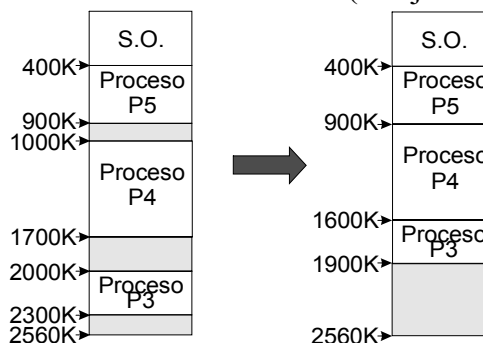 S.O.
400K
Proceso
P5
900K
1000K
Proceso
P4
1700K
2000K
Proceso
P3
2300K
2560K
S.O.
400K
Proceso
P5
900K
Proceso
P4
1600K
Proceso
P3
1900K
2560K